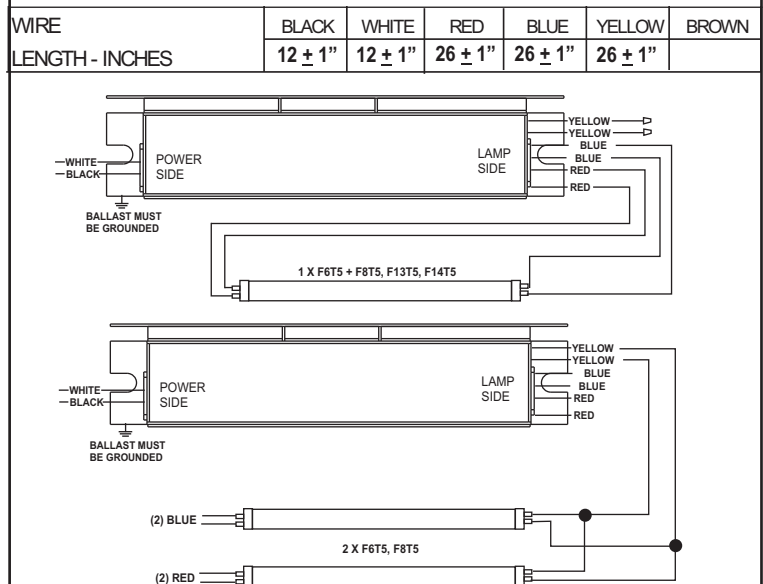 WIRE BLACK WHITE RED BLUE YELLOW BROWN
LENGTH - INCHES 12 ± 1” 12 ± 1” 26 ± 1” 26 ± 1” 26 ± 1”
YELLOW
YELLOW
BLUE
WHITE POWER LAMP BLUE
BLACK SIDE SIDE RED
RED
BALLAST MUST
BE GROUNDED
1 X F6T5 + F8T5, F13T5, F14T5
YELLOW
YELLOW
BLUE
WHITE POWER LAMP BLUE
BLACK SIDE SIDE RED
RED
BALLAST MUST
BE GROUNDED
(2) BLUE
2 X F6T5, F8T5
(2) RED